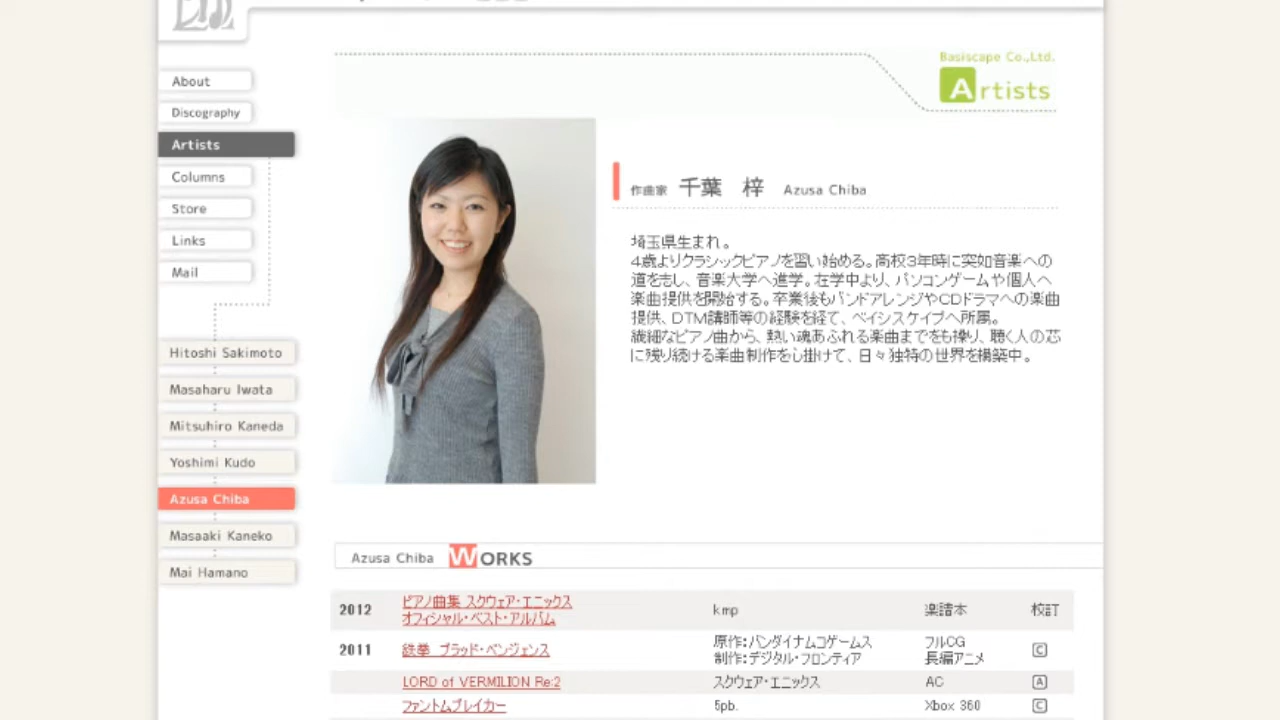 Basiscape Co.,Ltd.
Artists
About
Discography
Artists
Columns
Store
Links
Mail
Hitoshi Sakimoto
Masaharu Iwata
Mitsuhiro Kaneda
Yoshimi Kudo
Azusa Chiba
Masaaki Kaneko
Mai Hamano
作曲家 千葉 梓 Azusa Chiba
埼玉県生まれ。
4歳よりクラシックピアノを習い始める。高校3年時に突如音楽への
道を志し、音楽大学へ進学。在学中より、パソコンゲームや個人へ
楽曲提供を開始する。卒業後もバンドアレンジやCDドラマへの楽曲
提供、DTM講師等の経験を経て、ベイシスケイプへ所属。
繊細なピアノ曲から、熱い魂あふれる楽曲までをも操り、聴く人の芯
に残り続ける楽曲制作を心掛けて、日々独特の世界を構築中。
Azusa Chiba WORKS
2012 ピアノ曲集 スクウェア・エニックス
オフィシャル・ベスト・アルバム kmp 楽譜本 校訂
2011 鉄拳 ブラッド・ベンジェンス 原作：バンダイナムコゲームス
制作：デジタル・フロンティア フルCG
長編アニメ C
LORD of VERMILION Re:2 スクウェア・エニックス AC A
ファントムブレイカー 5pb. Xbox 360 C